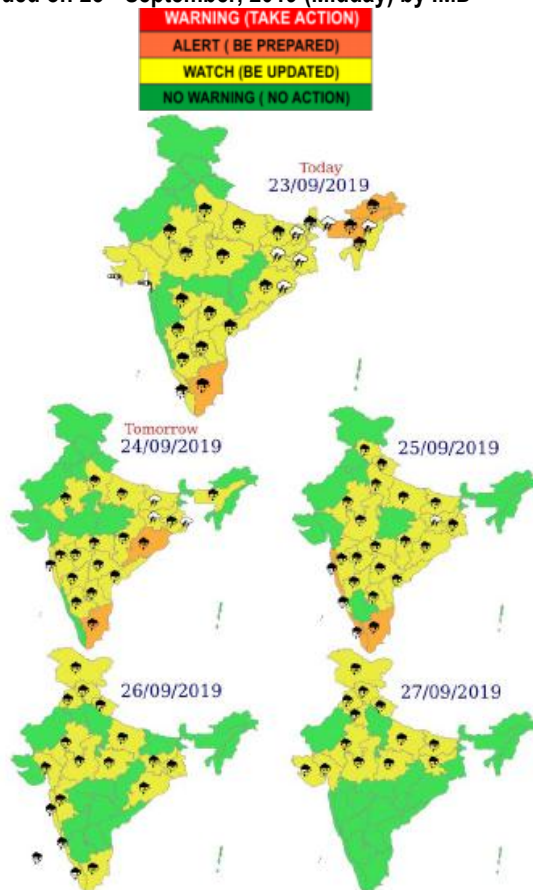 WARNING (TAKE ACTION)
ALERT ( BE PREPARED)
WATCH (BE UPDATED)
NO WARNING ( NO ACTION)
Today
23/09/2019
Tomorrow
24/09/2019
25/09/2019
26/09/2019
27/09/2019